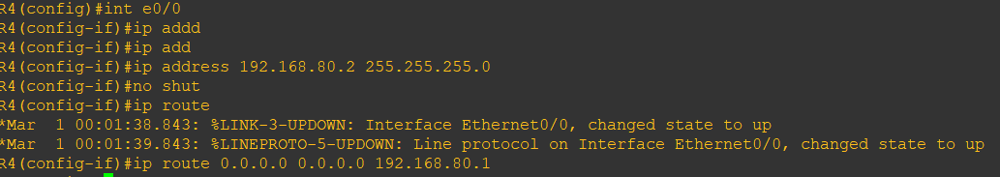 R4(config)#int e0/0
R4(config-if)#ip addd
R4(config-if)#ip add
R4(config-if)#ip address 192.168.80.2 255.255.255.0
R4(config-if)#no shut
R4(config-if)#ip route
*Mar  1 00:01:38.843: %LINK-3-UPDOWN: Interface Ethernet0/0, changed state to up
*Mar  1 00:01:39.843: %LINEPROTO-5-UPDOWN: Line protocol on Interface Ethernet0/0, changed state to up
R4(config-if)#ip route 0.0.0.0 0.0.0.0 192.168.80.1